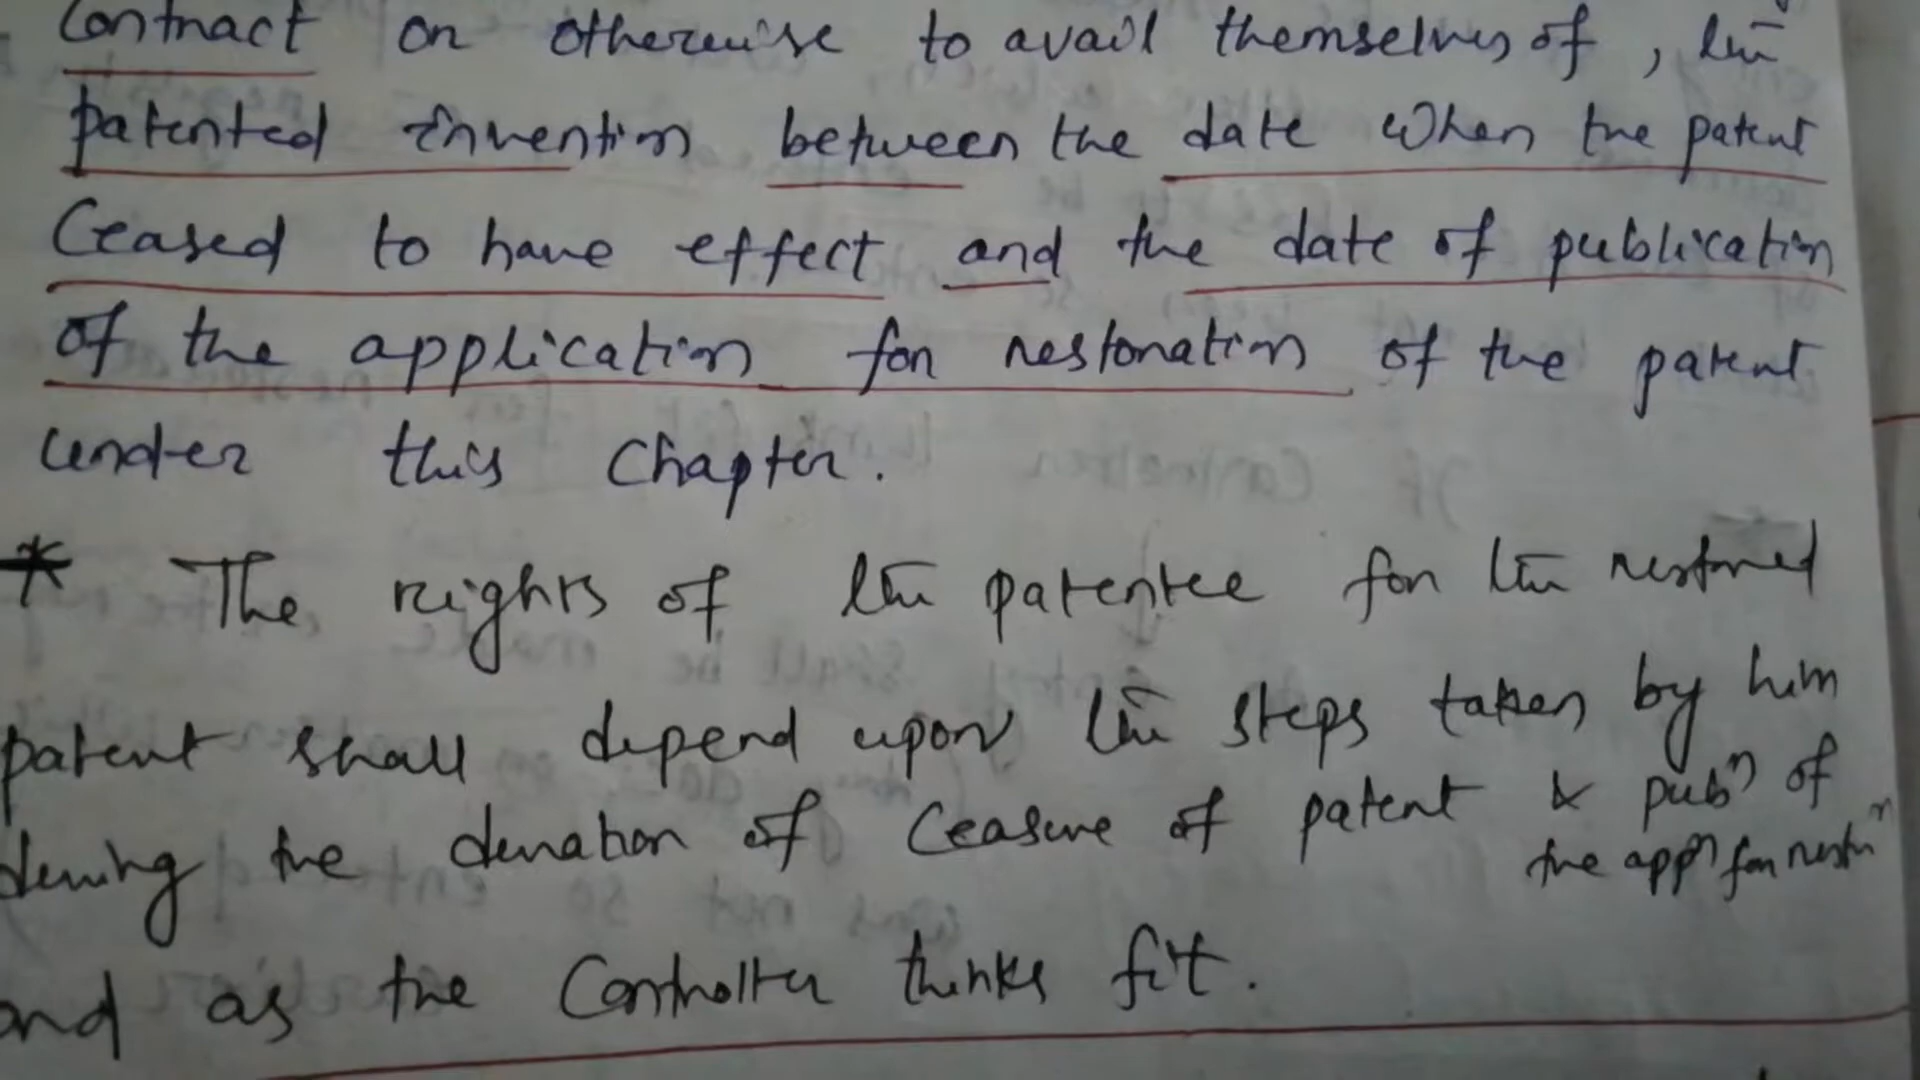 Contract or otherwise to avail themselves of, the
patented invention between the date when the patent
Ceased to have effect and the date of publication
of the application for restoration of the patent
under this Chapter.
* The rights of the patentee for the restored
patent shall depend upon the steps taken by him
during the duration of Ceasure of patent & pubⁿ of
the appⁿ for restnⁿ
and as the Controller thinks fit.